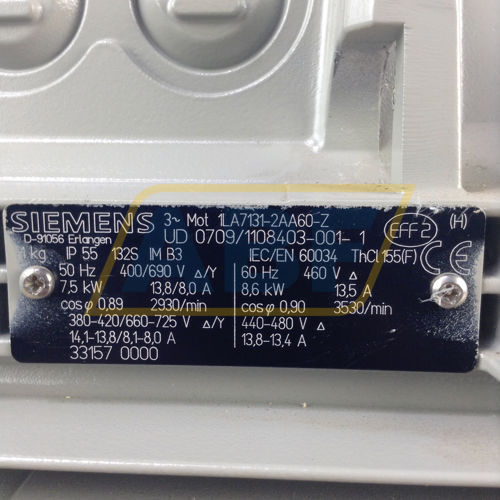 SIEMENS 3~ Mot 1LA7131-2AA60-Z EFF2 (H)
D-91056 Erlangen UD 0709/1108403-001- 1
kg IP 55 132S IM B3 IEC/EN 60034 ThCl 155(F) CE
50 Hz 400/690 V Δ/Y 60 Hz 460 V Δ
7,5 kW 13,8/8,0 A 8,6 kW 13,5 A
cos φ 0,89 2930/min cos φ 0,90 3530/min
380-420/660-725 V Δ/Y 440-480 V Δ
14,1-13,8/8,1-8,0 A 13,8-13,4 A
33157 0000